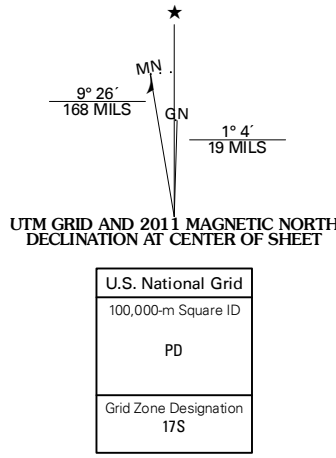 MN
9° 26´
168 MILS
GN
1° 4´
19 MILS
UTM GRID AND 2011 MAGNETIC NORTH
DECLINATION AT CENTER OF SHEET
U.S. National Grid
100,000-m Square ID
PD
Grid Zone Designation
17S